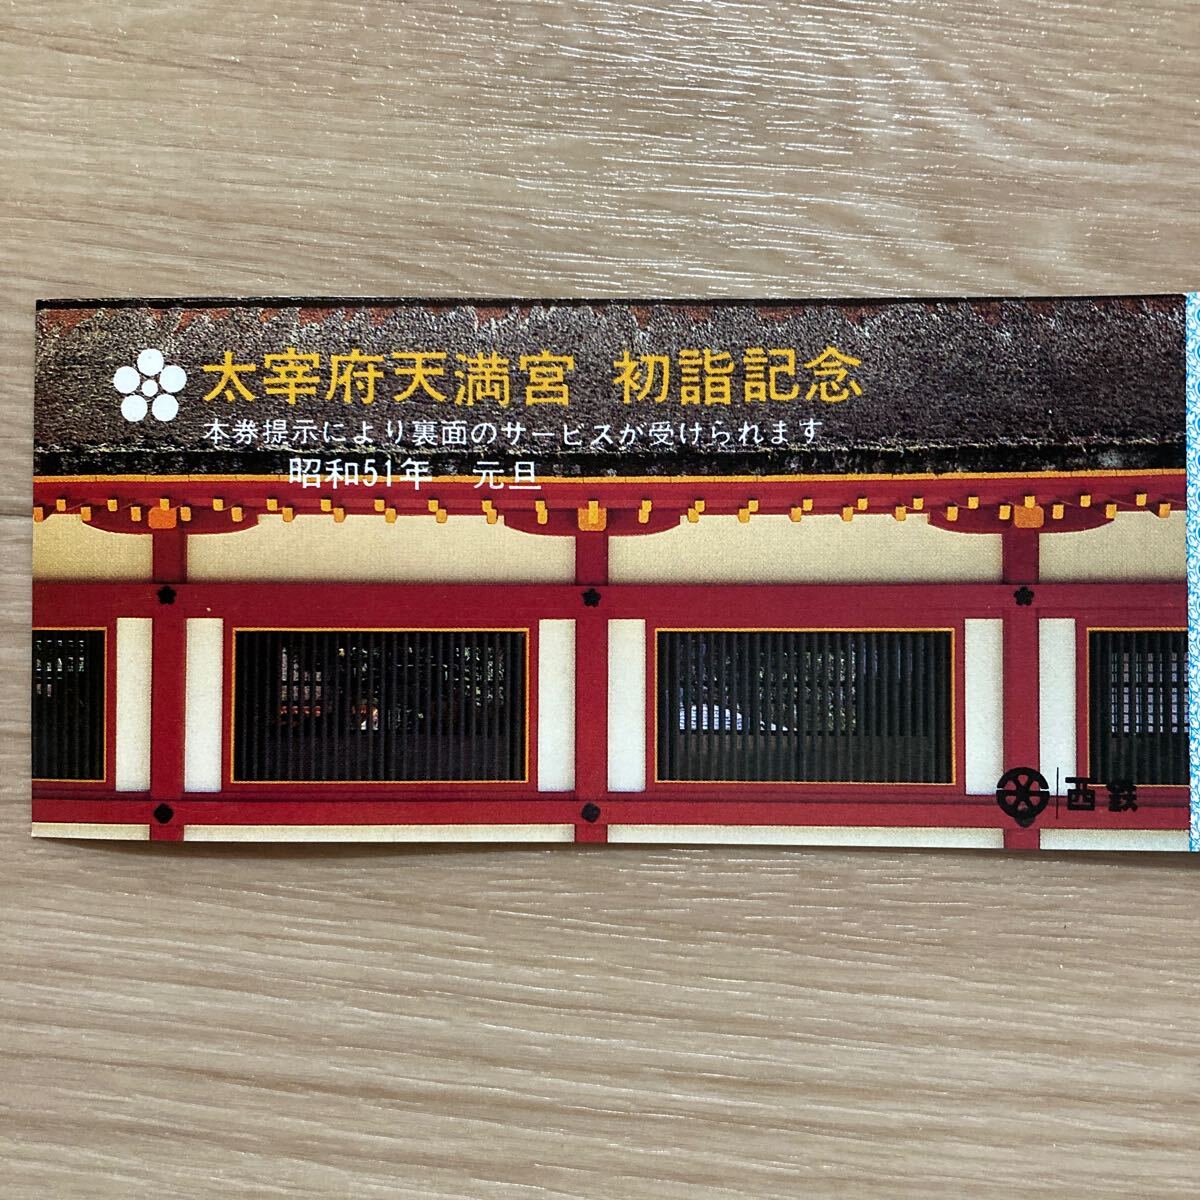 太宰府天満宮 初詣記念
本券提示により裏面のサービスが受けられます
昭和51年 元旦
西鉄